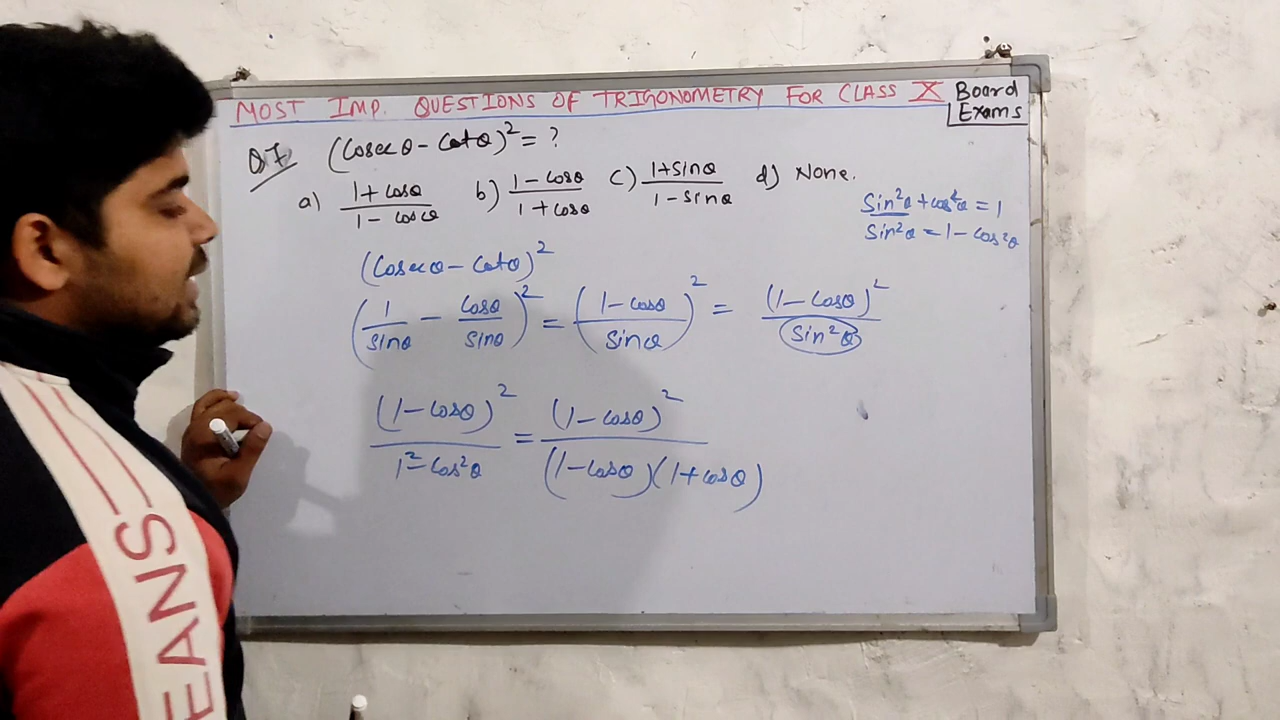 MOST IMP. QUESTIONS OF TRIGONOMETRY FOR CLASS X Board Exams
Q7 (Cosec θ - Cot θ)² = ?
a) 1 + cosθ / 1 - cosθ b) 1 - cosθ / 1 + cosθ c) 1+sinθ / 1 - sinθ d) None.
Sin²θ + cos²θ = 1
Sin²θ = 1 - cos²θ
(Cosec θ - Cotθ)²
(1/sinθ - cosθ/sinθ)² = (1 - cosθ / sinθ)² = (1 - cosθ)² / Sin²θ
(1 - cosθ)² / 1² - cos²θ = (1 - cosθ)² / (1 - cosθ)(1 + cosθ)
EANS